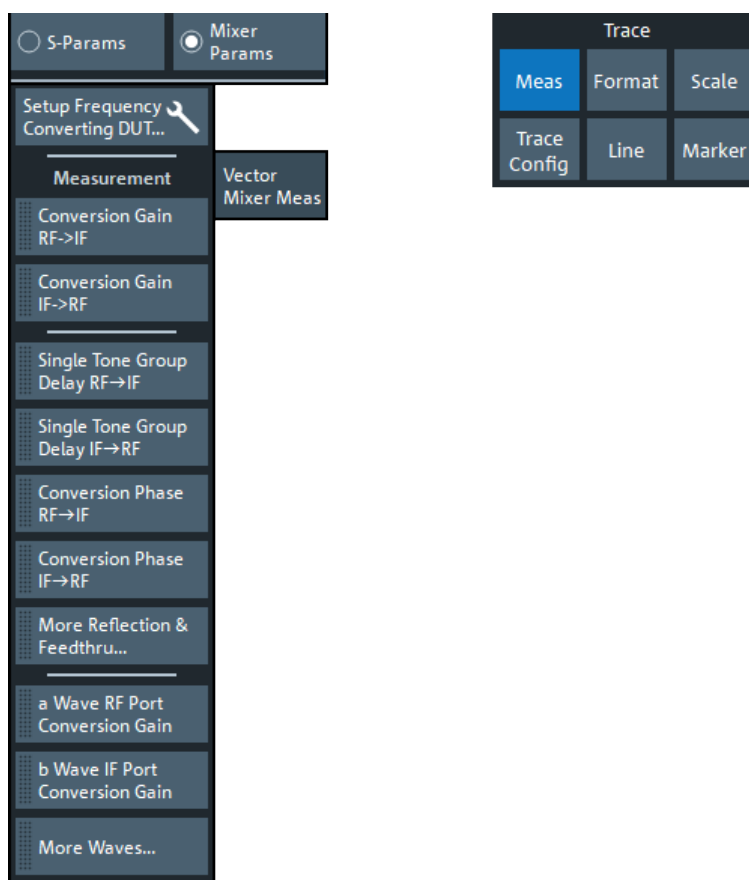 S-Params
Mixer
Params
Setup Frequency
Converting DUT...
Measurement
Vector
Mixer Meas
Conversion Gain
RF->IF
Conversion Gain
IF->RF
Single Tone Group
Delay RF→IF
Single Tone Group
Delay IF→RF
Conversion Phase
RF→IF
Conversion Phase
IF→RF
More Reflection &
Feedthru...
a Wave RF Port
Conversion Gain
b Wave IF Port
Conversion Gain
More Waves...
Trace
Meas
Format
Scale
Trace
Config
Line
Marker